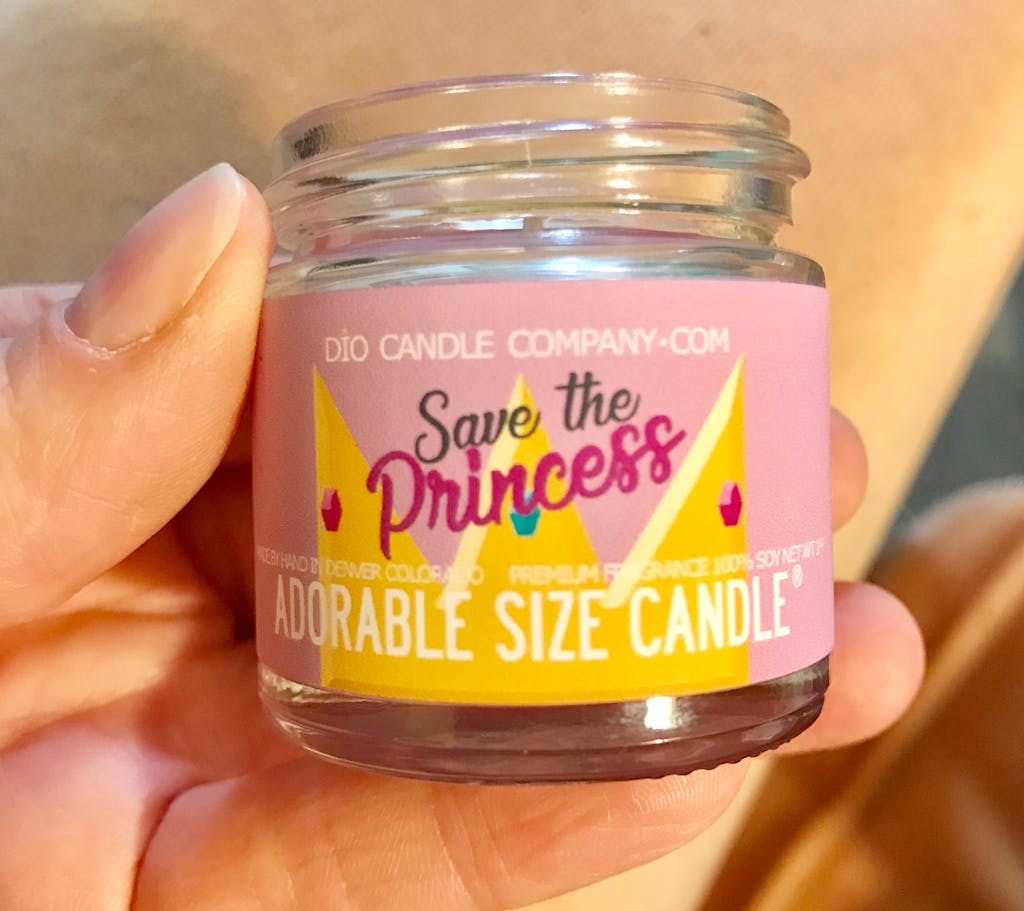 DIO CANDLE COMPANY•COM
Save the
Princess
MADE BY HAND IN DENVER COLORADO PREMIUM FRAGRANCE 100% SOY NET WT
ADORABLE SIZE CANDLE®